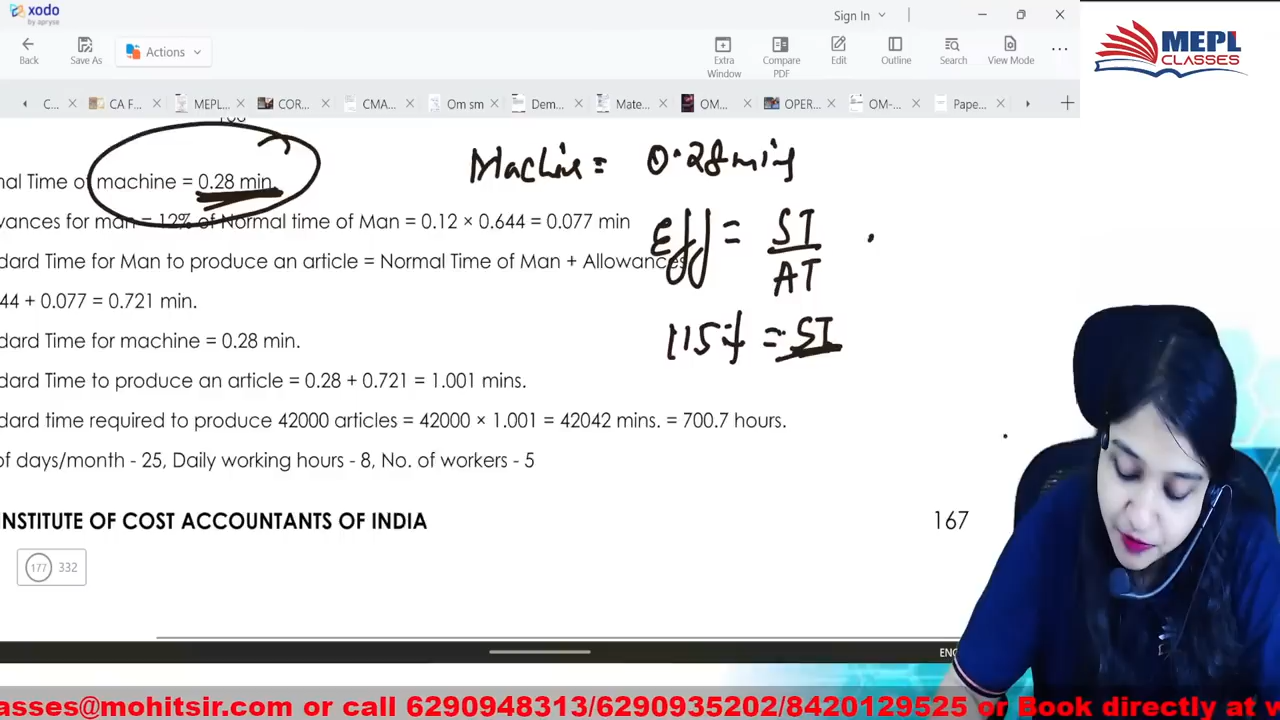 xodo
by apryse
Sign In
Back
Save As
Actions
Extra Window
Compare PDF
Edit
Outline
Search
View Mode
MEPL CLASSES
C...
CA F...
MEPL...
COR...
CMA...
Om sm
Dem...
Mate...
OM...
OPER...
OM-...
Pape...
nal Time of machine = 0.28 min.
Machine = 0.28 min
wances for man = 12% of Normal time of Man = 0.12 × 0.644 = 0.077 min
Eff = ST
AT
dard Time for Man to produce an article = Normal Time of Man + Allowances
44 + 0.077 = 0.721 min.
115% = ST
dard Time for machine = 0.28 min.
dard Time to produce an article = 0.28 + 0.721 = 1.001 mins.
dard time required to produce 42000 articles = 42000 × 1.001 = 42042 mins. = 700.7 hours.
of days/month - 25, Daily working hours - 8, No. of workers - 5
INSTITUTE OF COST ACCOUNTANTS OF INDIA
167
177
332
ENG
asses@mohitsir.com or call 6290948313/6290935202/8420129525 or Book directly at w